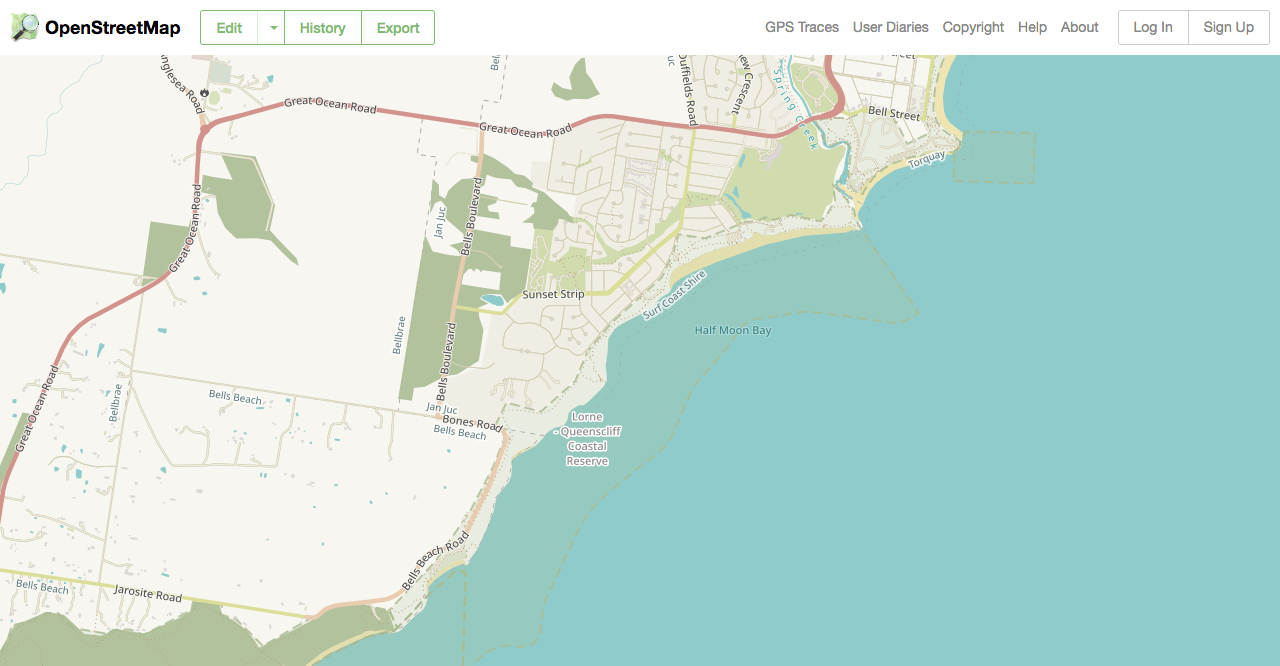 OpenStreetMap
Edit
History
Export
GPS Traces
User Diaries
Copyright
Help
About
Log In
Sign Up
Anglesea Road
Great Ocean Road
Great Ocean Road
Juc
Duffields Road
Crescent
Spring Creek
Bell Street
Torquay
Great Ocean Road
Jan Juc
Bells Boulevard
Sunset Strip
Surf Coast Shire
Half Moon Bay
Bellbrae
Bells Boulevard
Great Ocean Road
Bellbrae
Bells Beach
Jan Juc
Bones Road
Bells Beach
Lorne
- Queenscliff
Coastal
Reserve
Bells Beach Road
Bells Beach
Jarosite Road